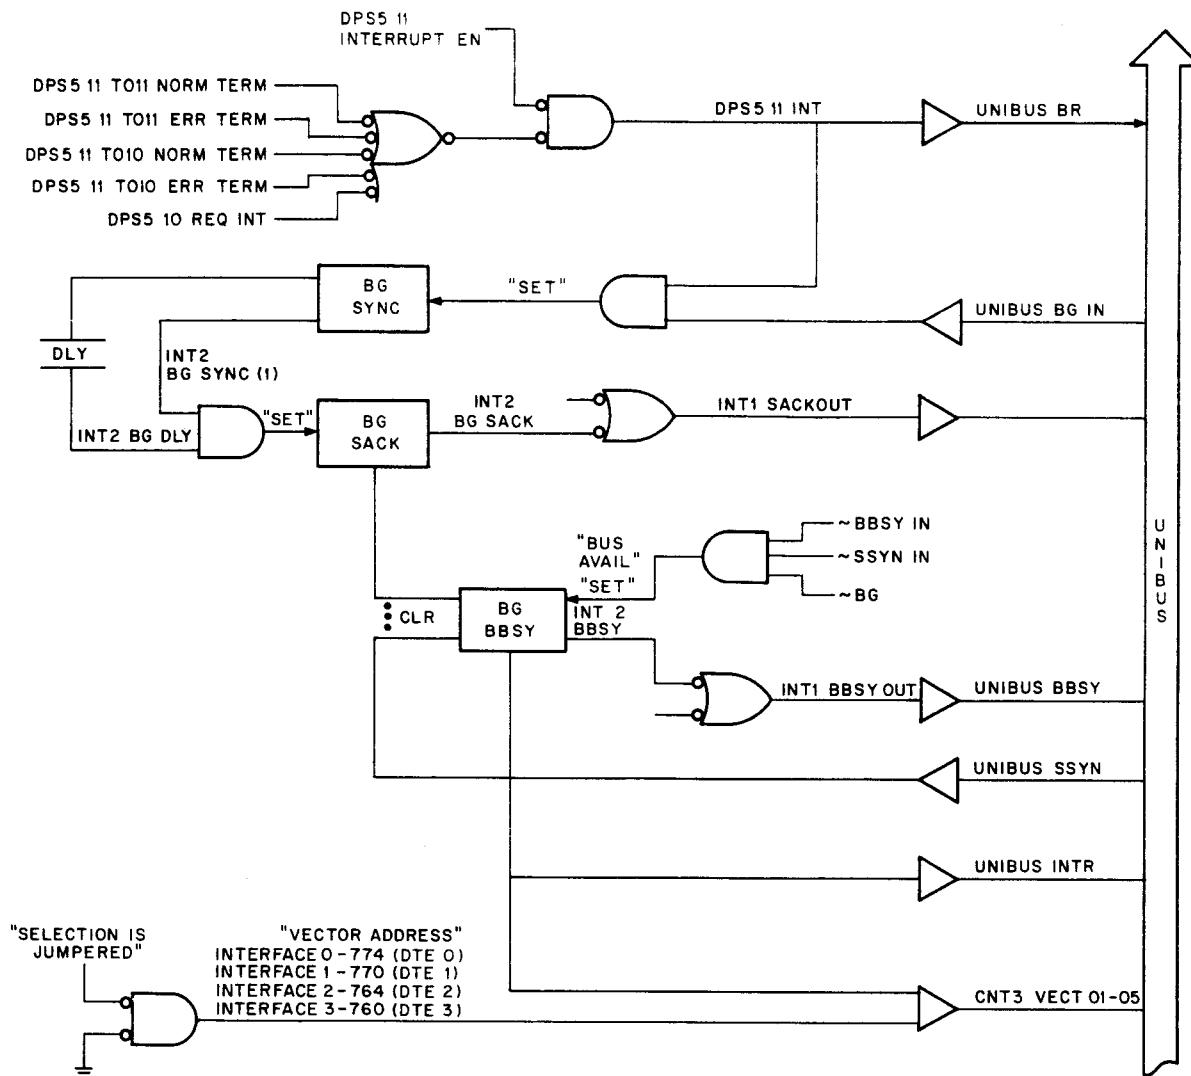 DPS5 11
INTERRUPT EN
DPS5 11 TO11 NORM TERM
DPS5 11 TO11 ERR TERM
DPS5 11 TO10 NORM TERM
DPS5 11 TO10 ERR TERM
DPS5 10 REQ INT
DPS5 11 INT
UNIBUS BR
BG
SYNC
"SET"
UNIBUS BG IN
DLY
INT2
BG SYNC (1)
INT2 BG DLY
"SET"
BG
SACK
INT2
BG SACK
INT1 SACKOUT
"BUS
AVAIL"
"SET"
~BBSY IN
~SSYN IN
~BG
CLR
BG
BBSY
INT 2
BBSY
INT1 BBSY OUT
UNIBUS BBSY
UNIBUS SSYN
UNIBUS INTR
UNIBUS
"SELECTION IS
JUMPERED"
"VECTOR ADDRESS"
INTERFACE 0-774 (DTE 0)
INTERFACE 1-770 (DTE 1)
INTERFACE 2-764 (DTE 2)
INTERFACE 3-760 (DTE 3)
CNT3 VECT 01-05